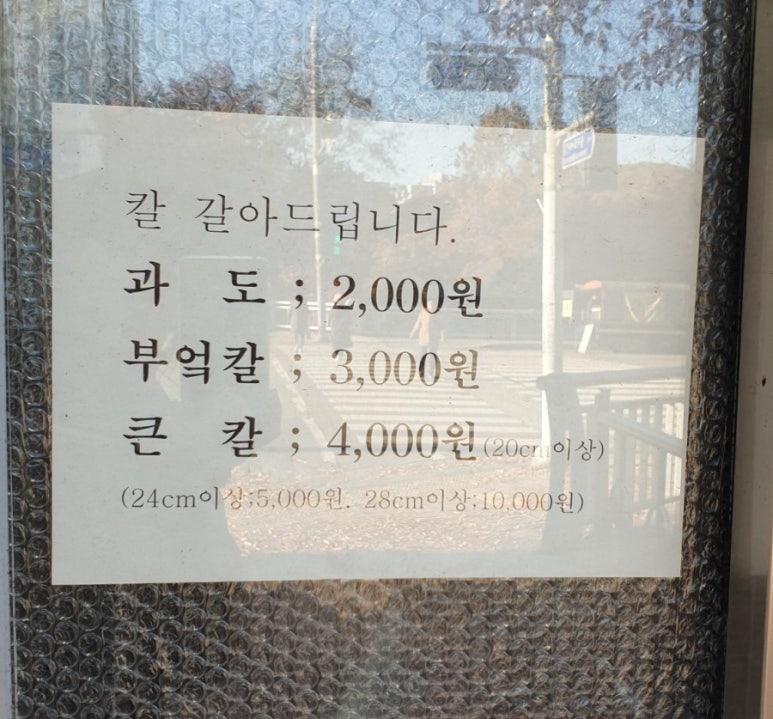 칼 갈아드립니다.
과 도 ; 2,000원
부엌칼 ; 3,000원
큰 칼 ; 4,000원(20cm이상)
(24cm이상;5,000원. 28cm이상;10,000원)